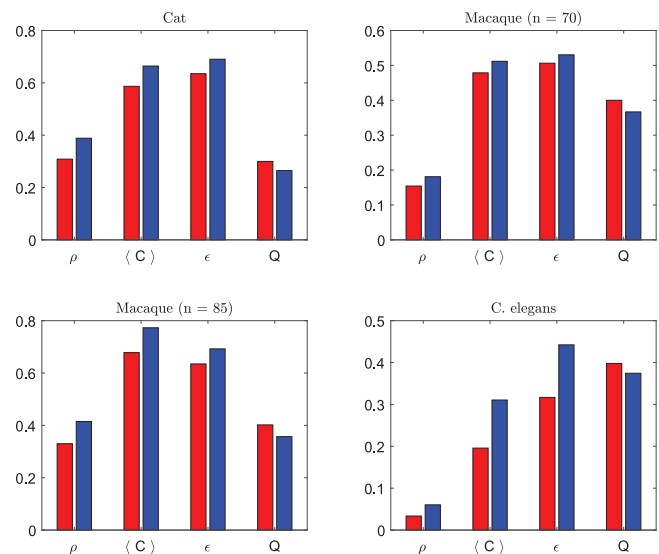 Cat
0.8
0.6
0.4
0.2
0
ρ ⟨ C ⟩ ϵ Q
Macaque (n = 70)
0.6
0.5
0.4
0.3
0.2
0.1
0
ρ ⟨ C ⟩ ϵ Q
Macaque (n = 85)
0.8
0.6
0.4
0.2
0
ρ ⟨ C ⟩ ϵ Q
C. elegans
0.5
0.4
0.3
0.2
0.1
0
ρ ⟨ C ⟩ ϵ Q